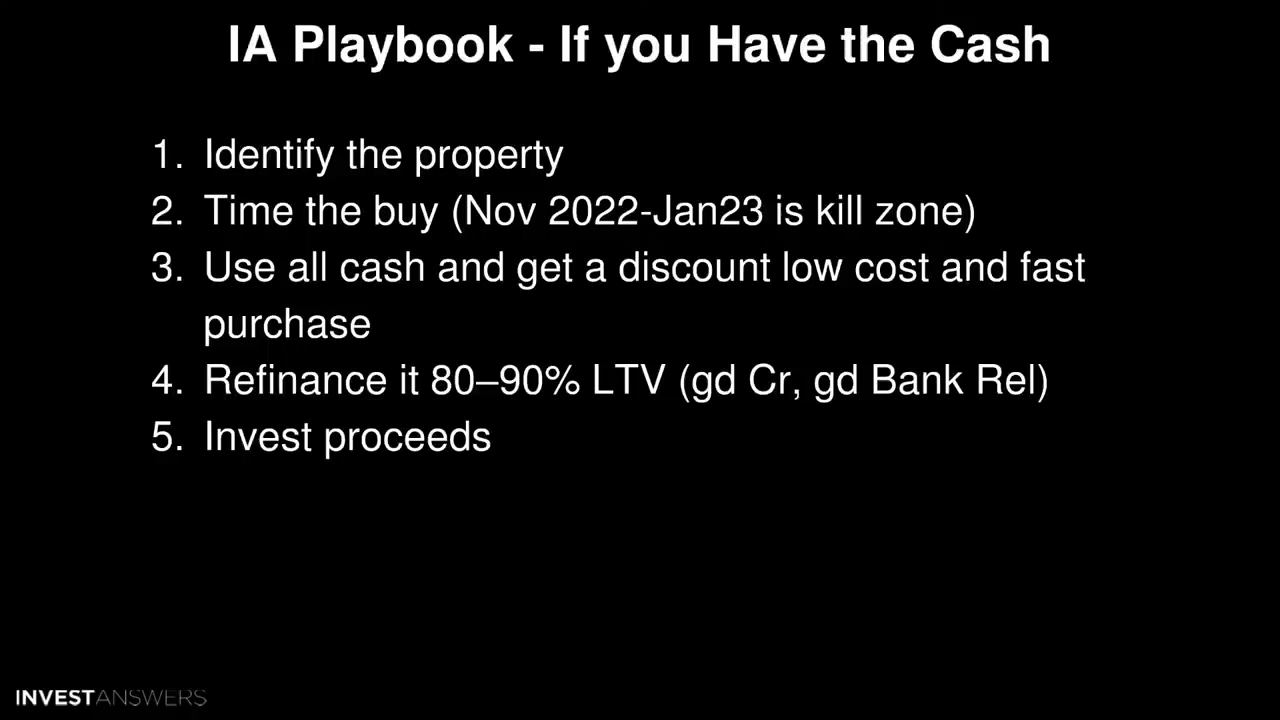 IA Playbook - If you Have the Cash
1. Identify the property
2. Time the buy (Nov 2022-Jan23 is kill zone)
3. Use all cash and get a discount low cost and fast
purchase
4. Refinance it 80–90% LTV (gd Cr, gd Bank Rel)
5. Invest proceeds
INVESTANSWERS